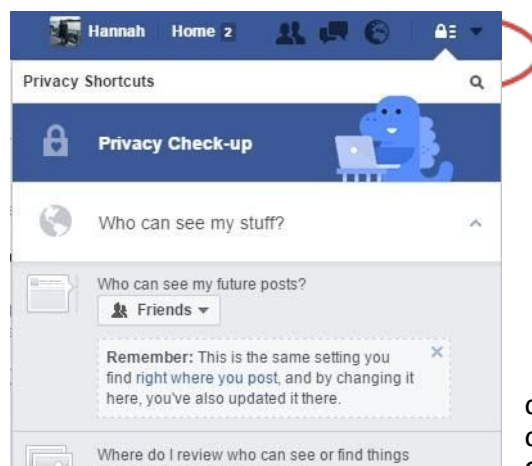 Hannah Home 2
Privacy Shortcuts
Privacy Check-up
Who can see my stuff?
Who can see my future posts?
Friends
Remember: This is the same setting you
find right where you post, and by changing it
here, you've also updated it there.
Where do I review who can see or find things